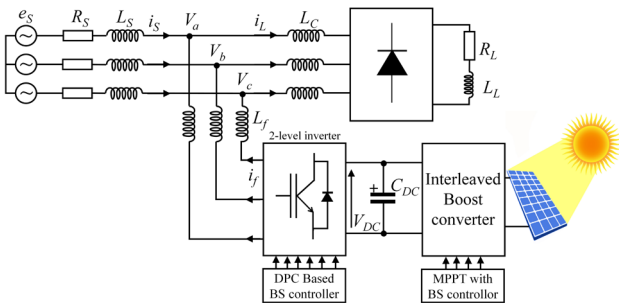 e_S
R_S
L_S
i_S
V_a
i_L
L_C
V_b
V_c
R_L
L_L
L_f
2-level inverter
i_f
+
C_DC
V_DC
Interleaved
Boost
converter
DPC Based
BS controller
MPPT with
BS controller